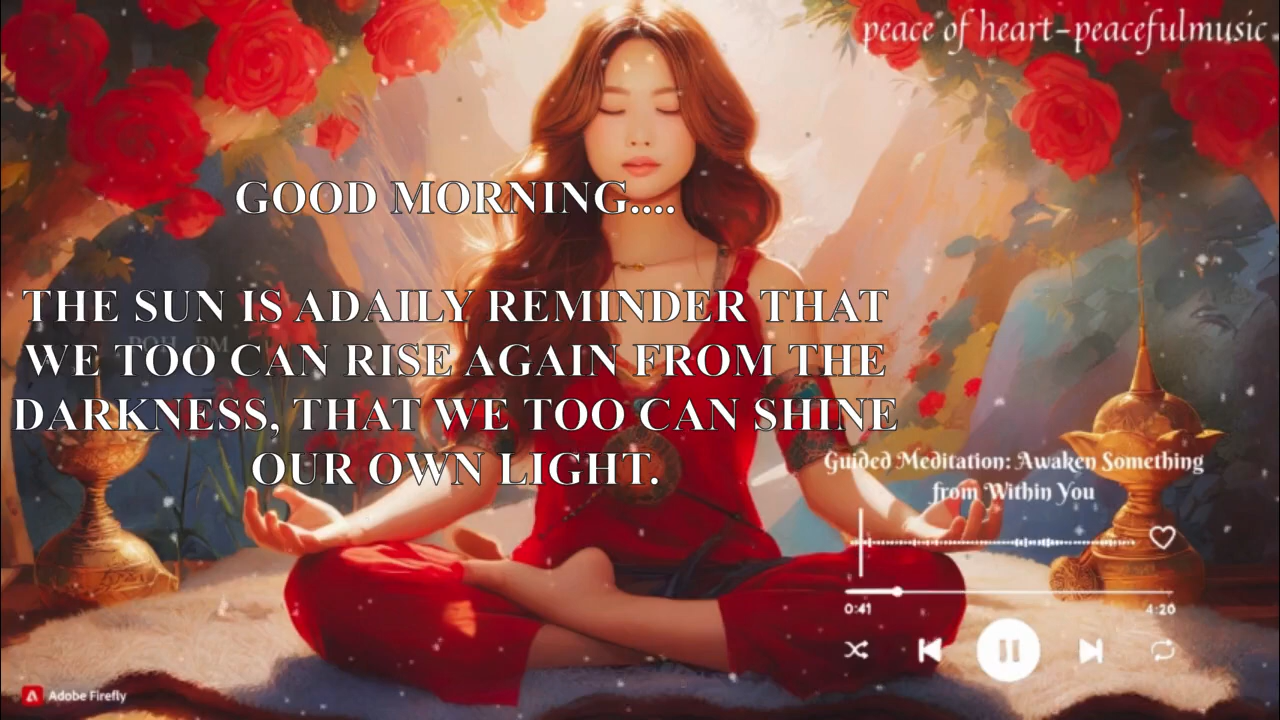 peace of heart-peacefulmusic
GOOD MORNING....
THE SUN IS ADAILY REMINDER THAT
WE TOO CAN RISE AGAIN FROM THE
DARKNESS, THAT WE TOO CAN SHINE
OUR OWN LIGHT.
Guided Meditation: Awaken Something
from Within You
0:41
4:20
Adobe Firefly